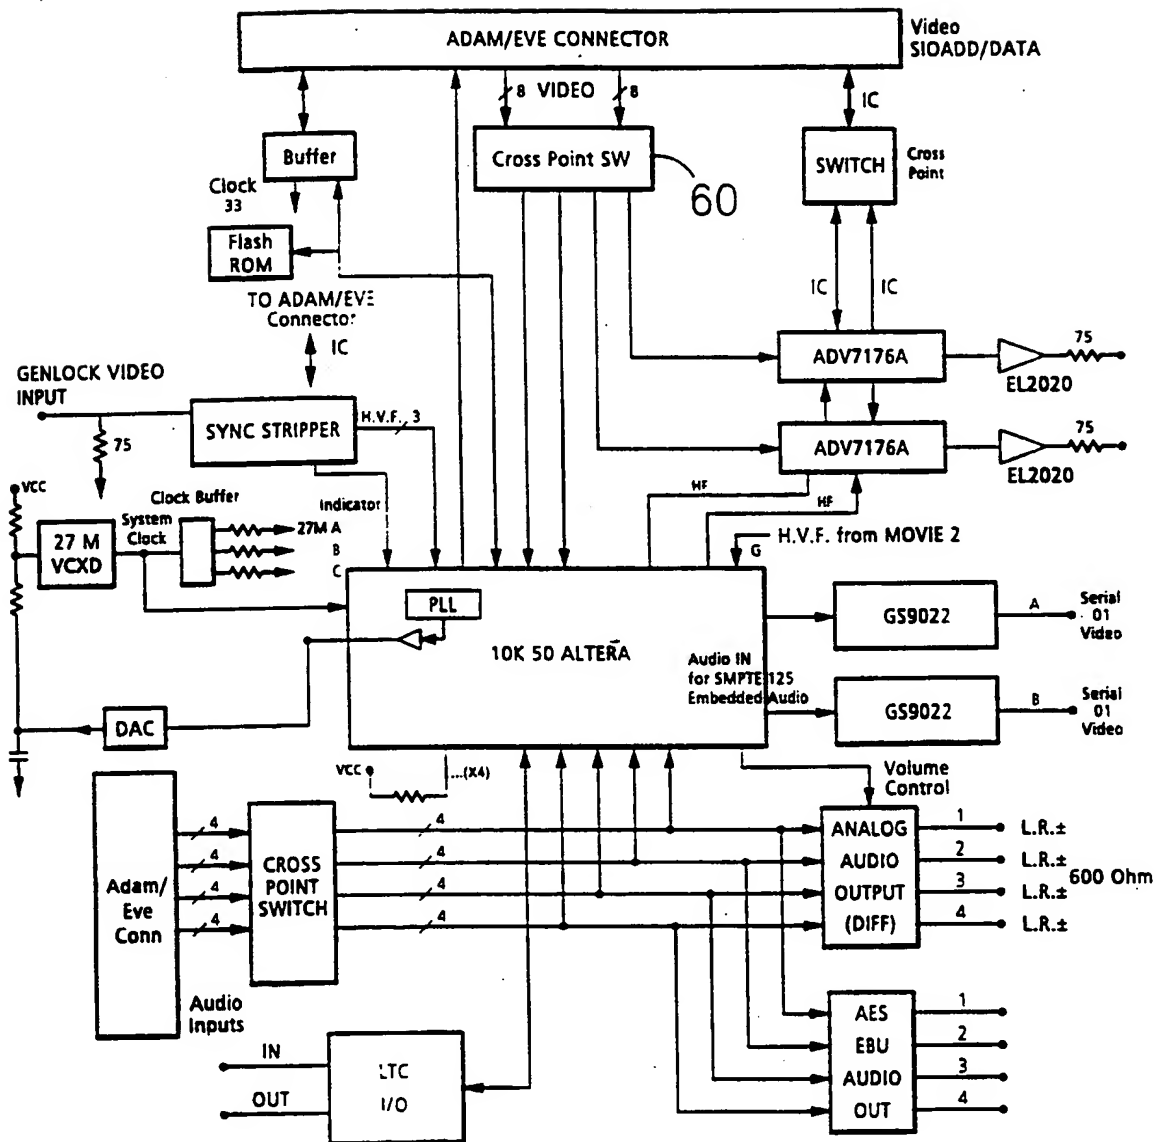 ADAM/EVE CONNECTOR
Video
SIOADD/DATA
8 VIDEO 8
IC
Buffer
Cross Point SW
SWITCH
Cross
Point
60
Clock
33
Flash
ROM
TO ADAM/EVE
Connector
IC
IC
IC
GENLOCK VIDEO
INPUT
SYNC STRIPPER
H.V.F. 3
75
ADV7176A
75
EL2020
ADV7176A
75
EL2020
VCC
Clock Buffer
Indicator
System
Clock
27 M
VCXD
27M A
B
C
HF
HF
G
H.V.F. from MOVIE 2
PLL
10K 50 ALTERA
Audio IN
for SMPTE 125
Embedded Audio
GS9022
A
Serial
01
Video
GS9022
B
Serial
01
Video
DAC
VCC
...(X4)
Volume
Control
Adam/
Eve
Conn
4
4
4
4
CROSS
POINT
SWITCH
4
4
4
4
ANALOG
AUDIO
OUTPUT
(DIFF)
1
2
3
4
L.R.±
L.R.±
L.R.±
L.R.±
600 Ohm
Audio
Inputs
IN
OUT
LTC
I/O
AES
EBU
AUDIO
OUT
1
2
3
4